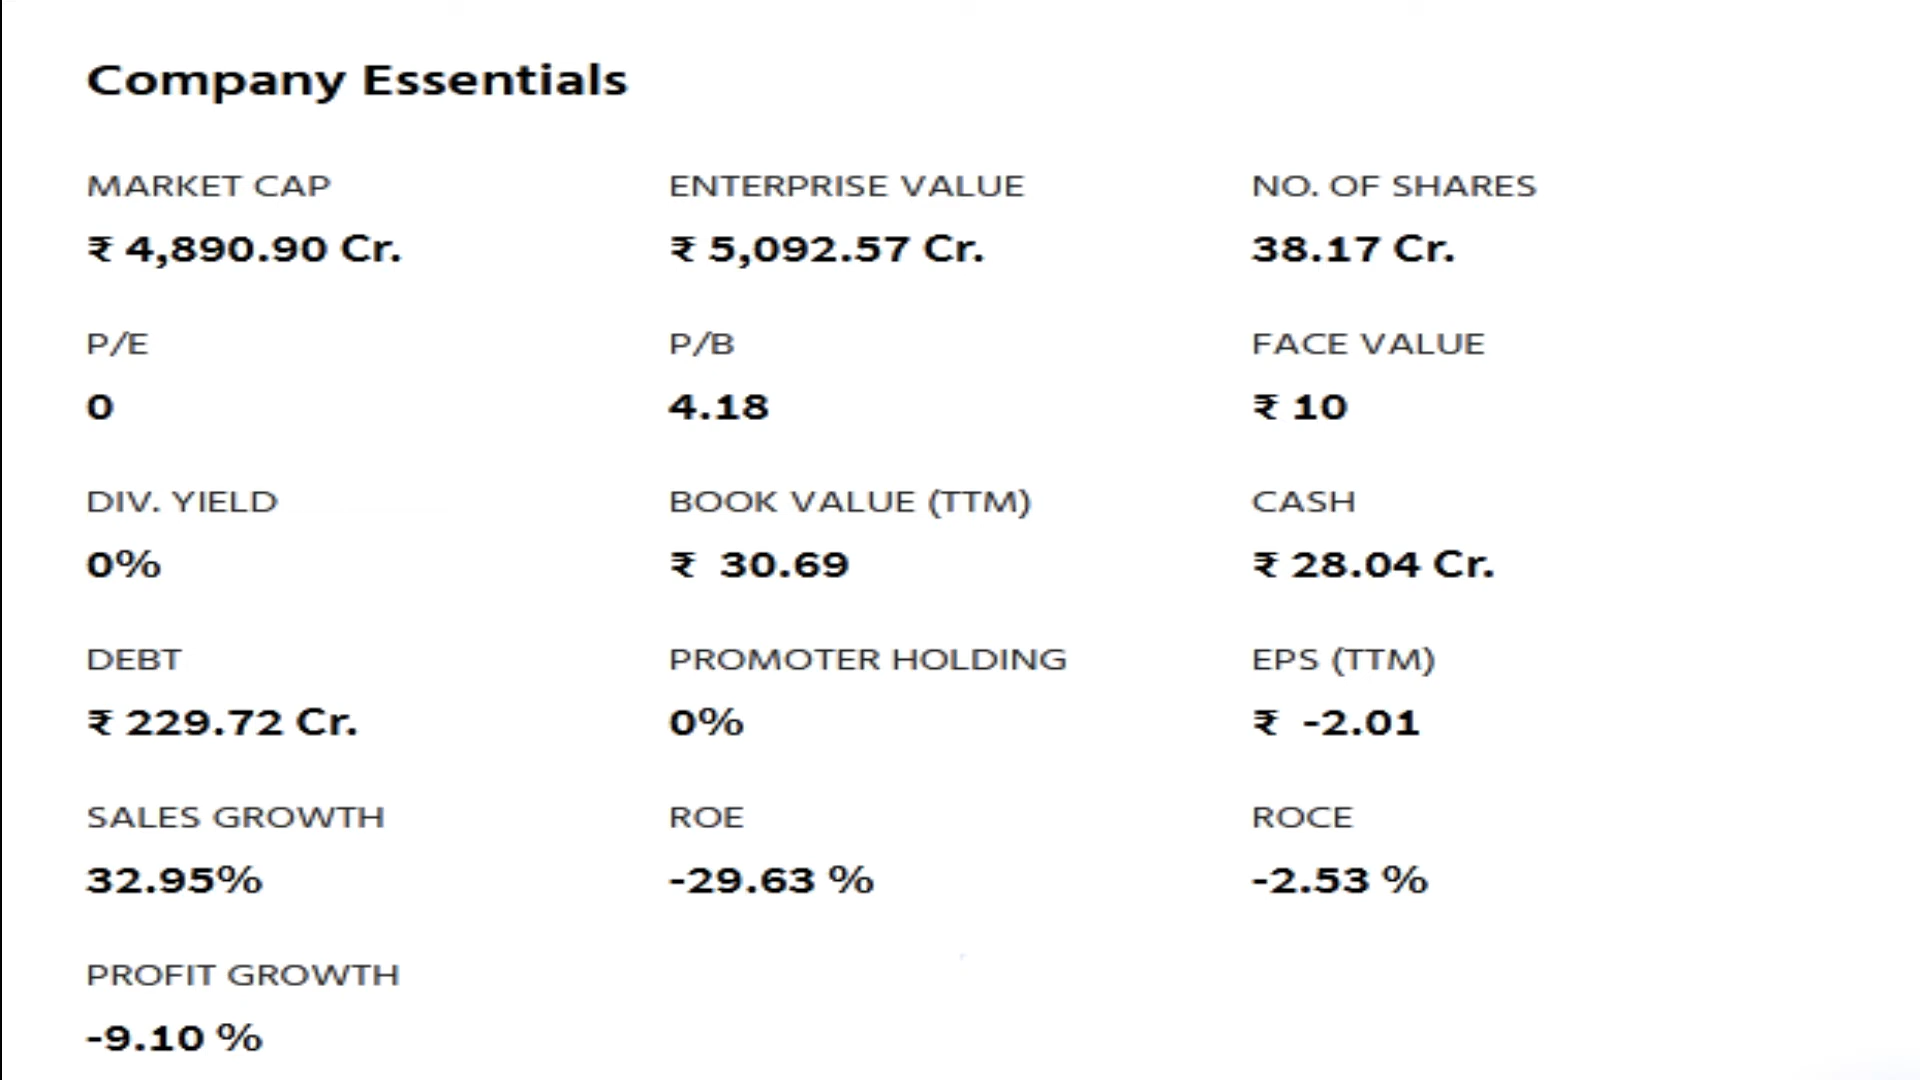 Company Essentials
MARKET CAP
₹ 4,890.90 Cr.
ENTERPRISE VALUE
₹ 5,092.57 Cr.
NO. OF SHARES
38.17 Cr.
P/E
0
P/B
4.18
FACE VALUE
₹ 10
DIV. YIELD
0%
BOOK VALUE (TTM)
₹ 30.69
CASH
₹ 28.04 Cr.
DEBT
₹ 229.72 Cr.
PROMOTER HOLDING
0%
EPS (TTM)
₹ -2.01
SALES GROWTH
32.95%
ROE
-29.63 %
ROCE
-2.53 %
PROFIT GROWTH
-9.10 %